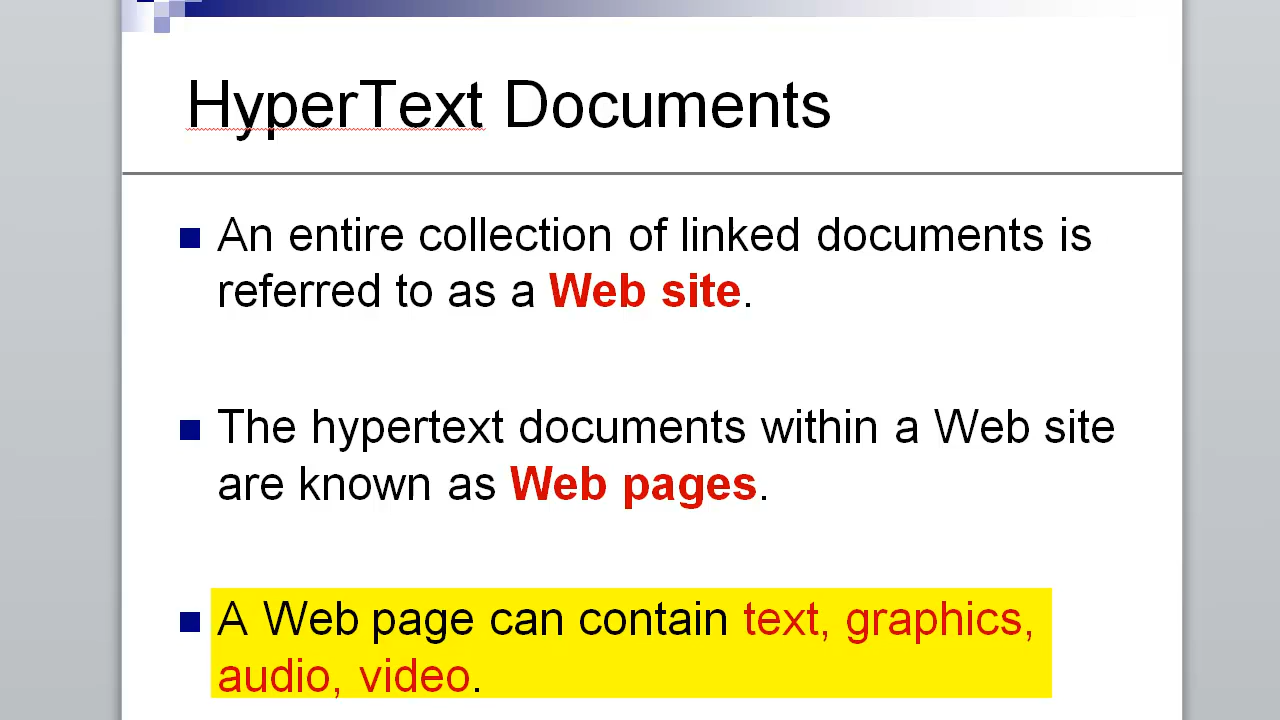 HyperText Documents
An entire collection of linked documents is
referred to as a Web site.
The hypertext documents within a Web site
are known as Web pages.
A Web page can contain text, graphics,
audio, video.